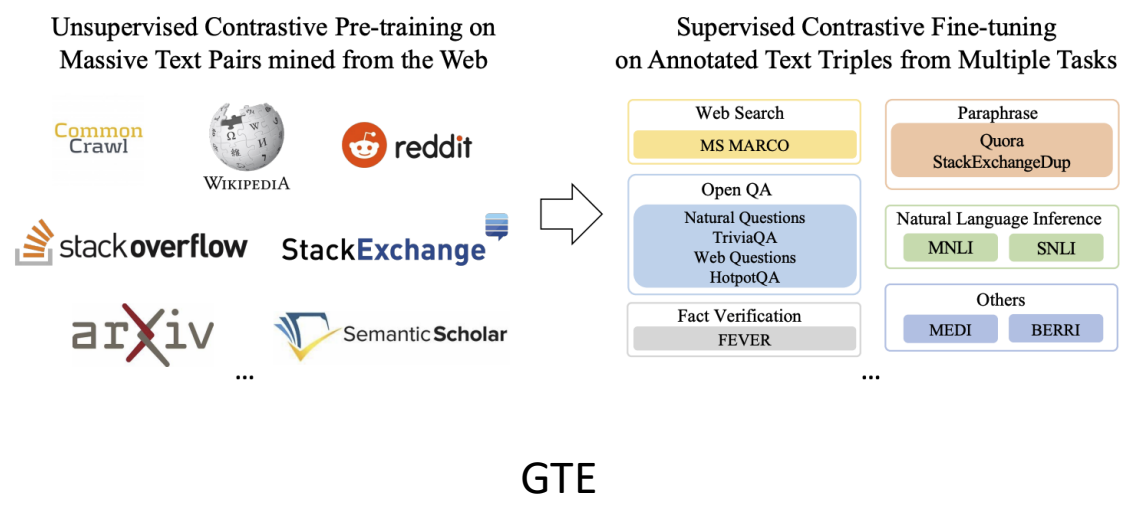 Unsupervised Contrastive Pre-training on
Massive Text Pairs mined from the Web
Common
Crawl
WIKIPEDIA
reddit
stackoverflow
StackExchange
arXiv
Semantic Scholar
...
Supervised Contrastive Fine-tuning
on Annotated Text Triples from Multiple Tasks
Web Search
MS MARCO
Open QA
Natural Questions
TriviaQA
Web Questions
HotpotQA
Fact Verification
FEVER
Paraphrase
Quora
StackExchangeDup
Natural Language Inference
MNLI SNLI
Others
MEDI BERRI
...
GTE